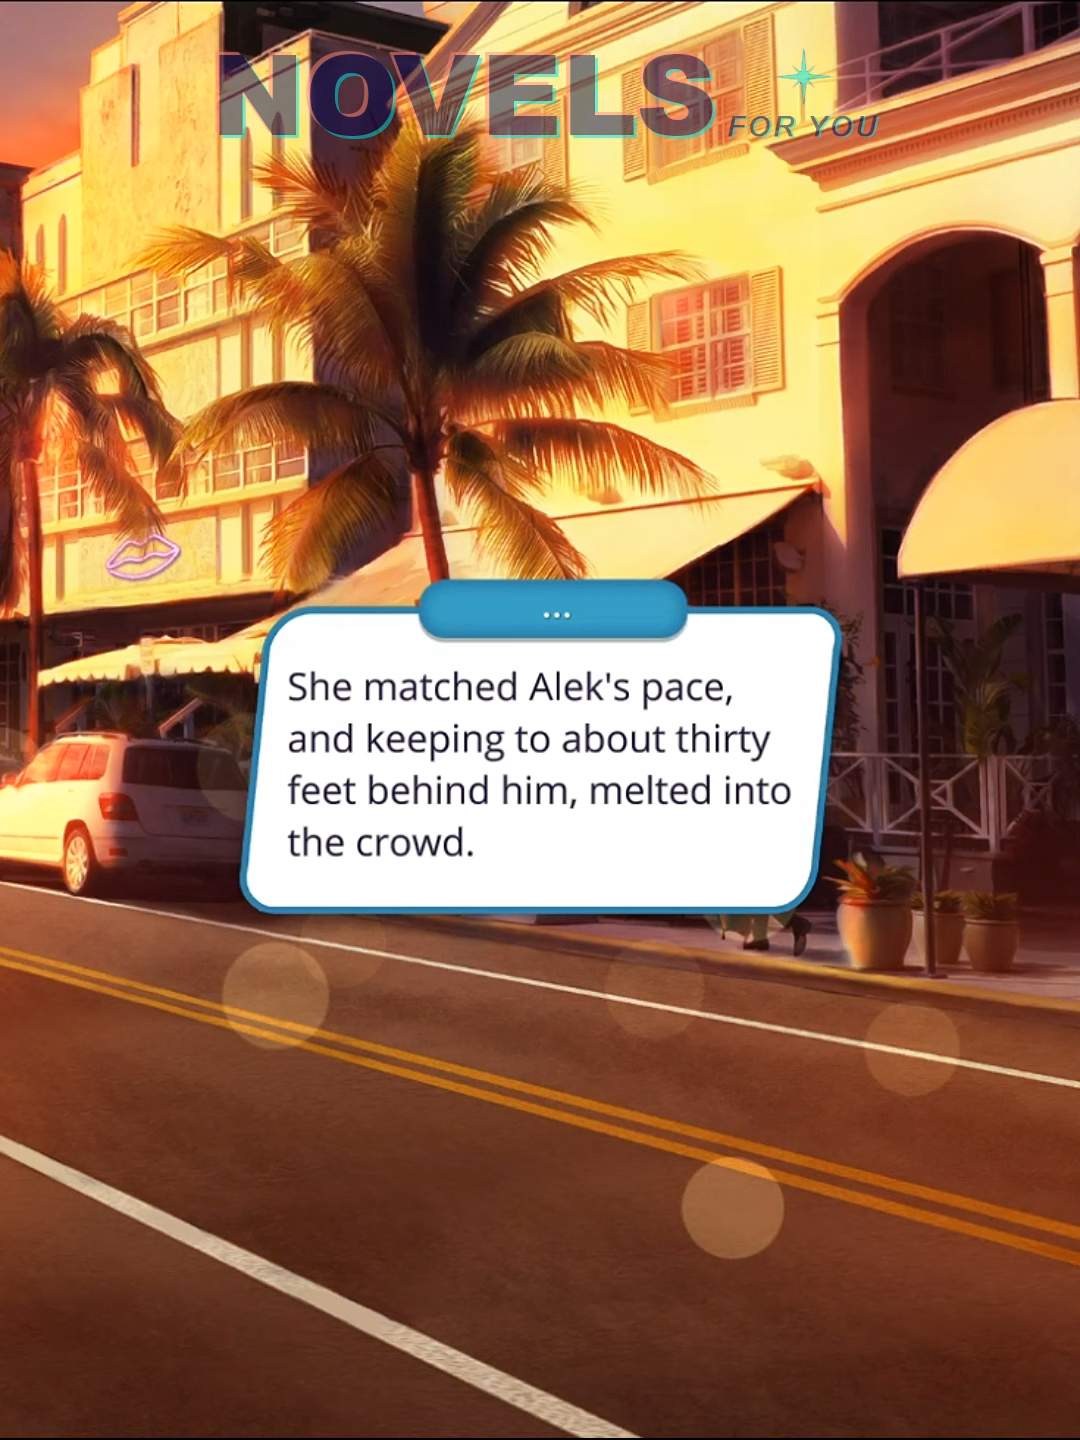 NOVELS
FOR YOU
...
She matched Alek's pace,
and keeping to about thirty
feet behind him, melted into
the crowd.